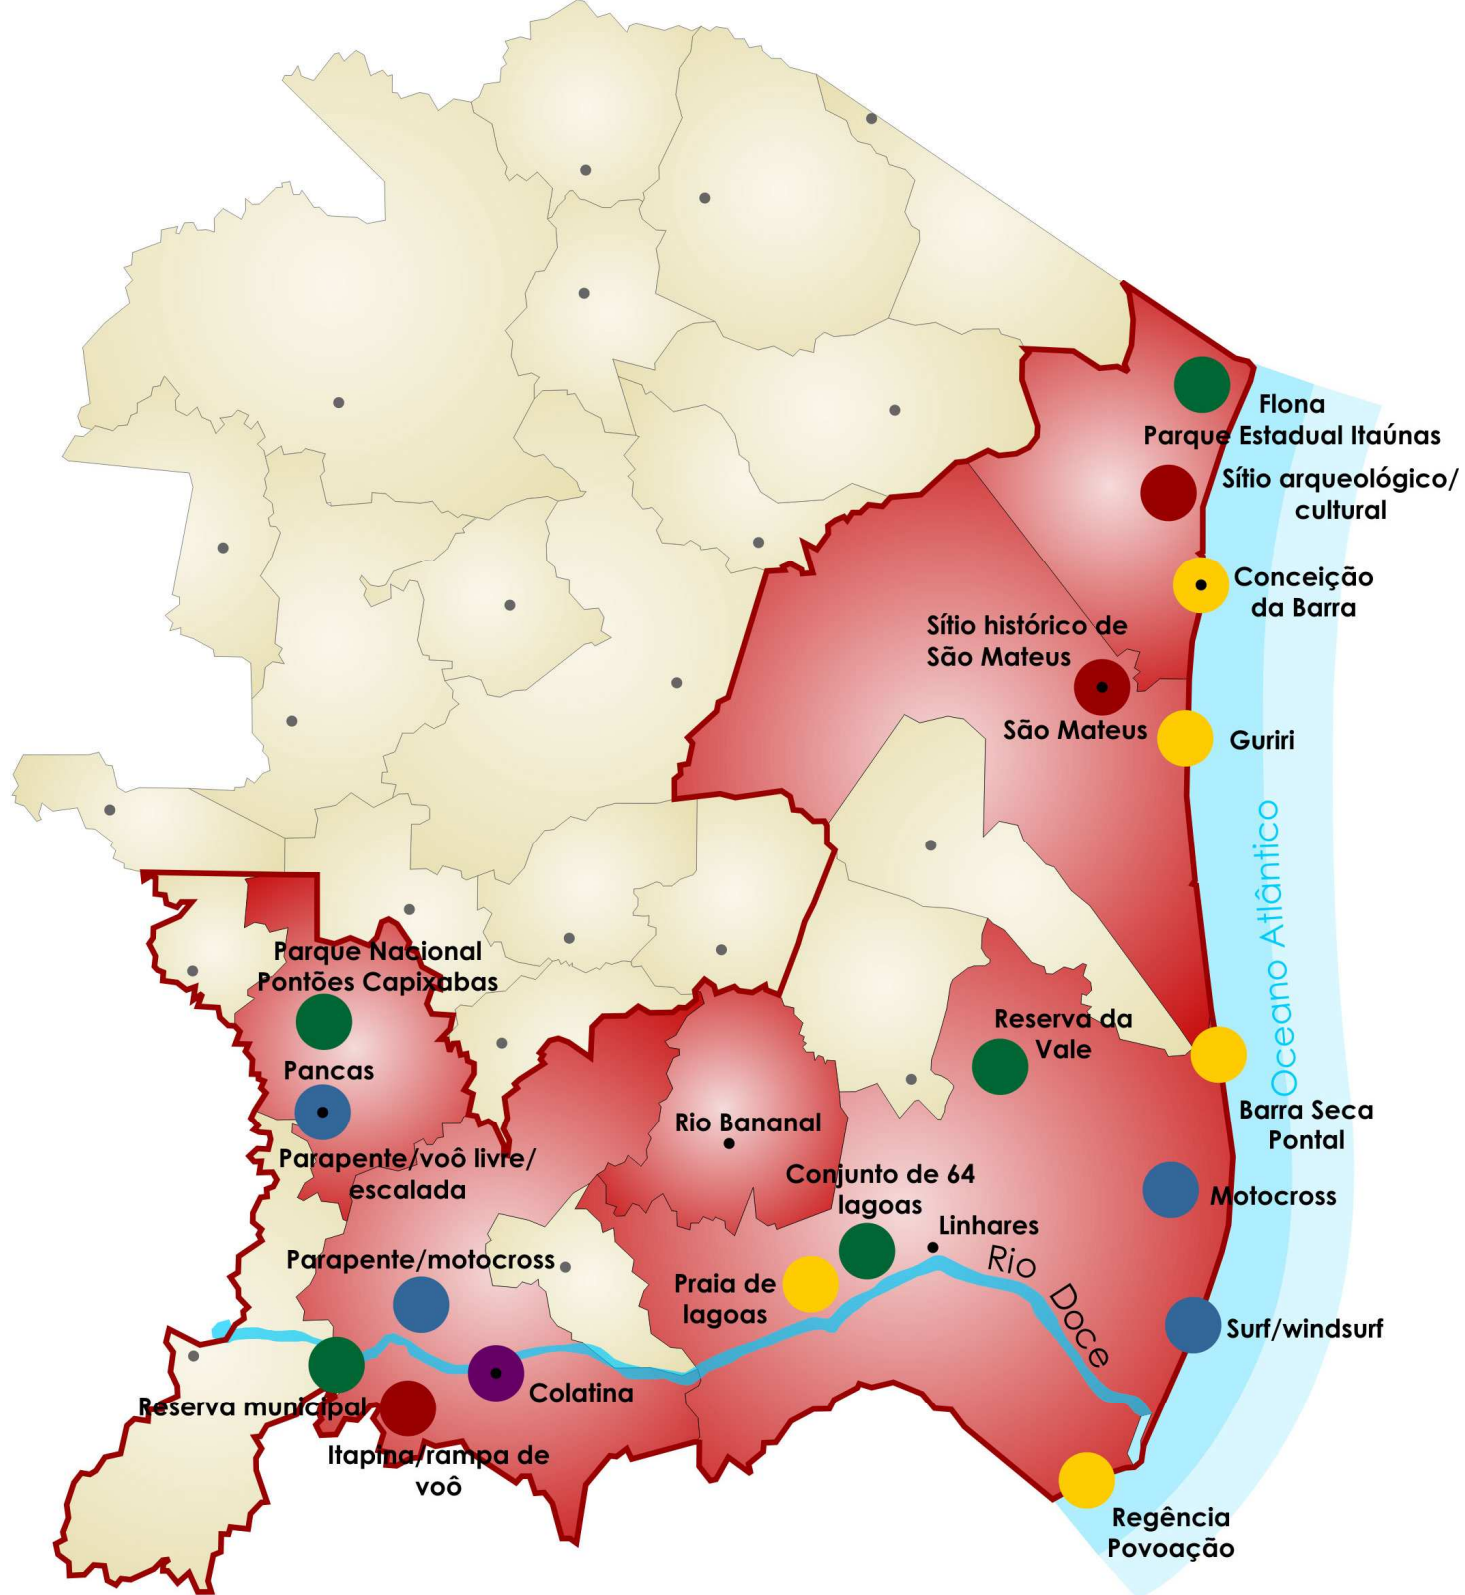 Flona
Parque Estadual Itaúnas
Sítio arqueológico/
cultural
Conceição
da Barra
Sítio histórico de
São Mateus
São Mateus
Guriri
Oceano Atlântico
Parque Nacional
Pontões Capixabas
Pancas
Parapente/voô livre/
escalada
Reserva da
Vale
Barra Seca
Pontal
Rio Bananal
Conjunto de 64
lagoas
Motocross
Linhares
Rio Doce
Parapente/motocross
Praia de
lagoas
Surf/windsurf
Colatina
Reserva municipal
Itapina/rampa de
voô
Regência
Povoação